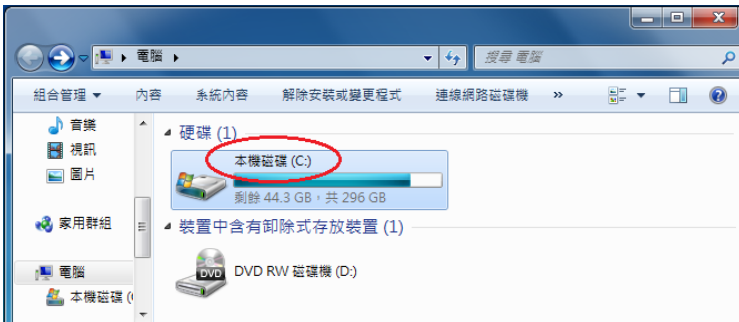 電腦
搜尋 電腦
組合管理 內容 系統內容 解除安裝或變更程式 連線網路磁碟機 »
音樂
視訊
圖片
家用群組
電腦
本機磁碟 (
硬碟 (1)
本機磁碟 (C:)
剩餘 44.3 GB，共 296 GB
裝置中含有卸除式存放裝置 (1)
DVD
DVD RW 磁碟機 (D:)